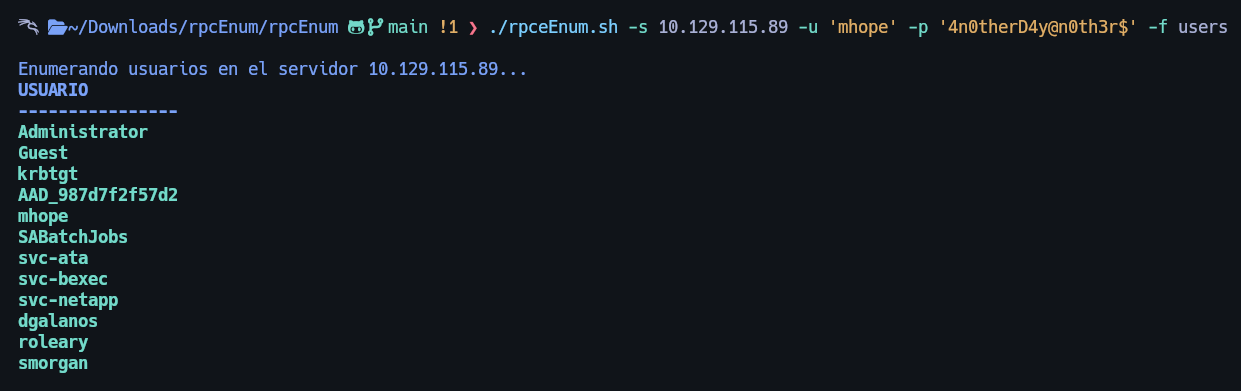 ~/Downloads/rpcEnum/rpcEnum main !1 ❯ ./rpceEnum.sh -s 10.129.115.89 -u 'mhope' -p '4n0therD4y@n0th3r$' -f users
Enumerando usuarios en el servidor 10.129.115.89...
USUARIO
----------------
Administrator
Guest
krbtgt
AAD_987d7f2f57d2
mhope
SABatchJobs
svc-ata
svc-bexec
svc-netapp
dgalanos
roleary
smorgan